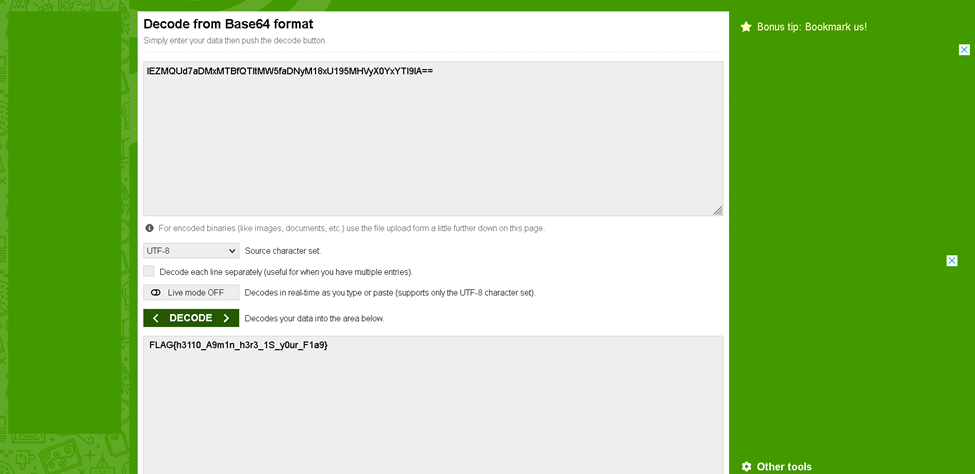 Decode from Base64 format
Simply enter your data then push the decode button.
IEZMQUd7aDMxMTBfQTltMW5faDNyM18xU195MHVyX0YxYTl9IA==
For encoded binaries (like images, documents, etc.) use the file upload form a little further down on this page.
UTF-8 Source character set.
Decode each line separately (useful for when you have multiple entries).
Live mode OFF Decodes in real-time as you type or paste (supports only the UTF-8 character set).
DECODE Decodes your data into the area below.
FLAG{h3110_A9m1n_h3r3_1S_y0ur_F1a9}
Bonus tip: Bookmark us!
Other tools